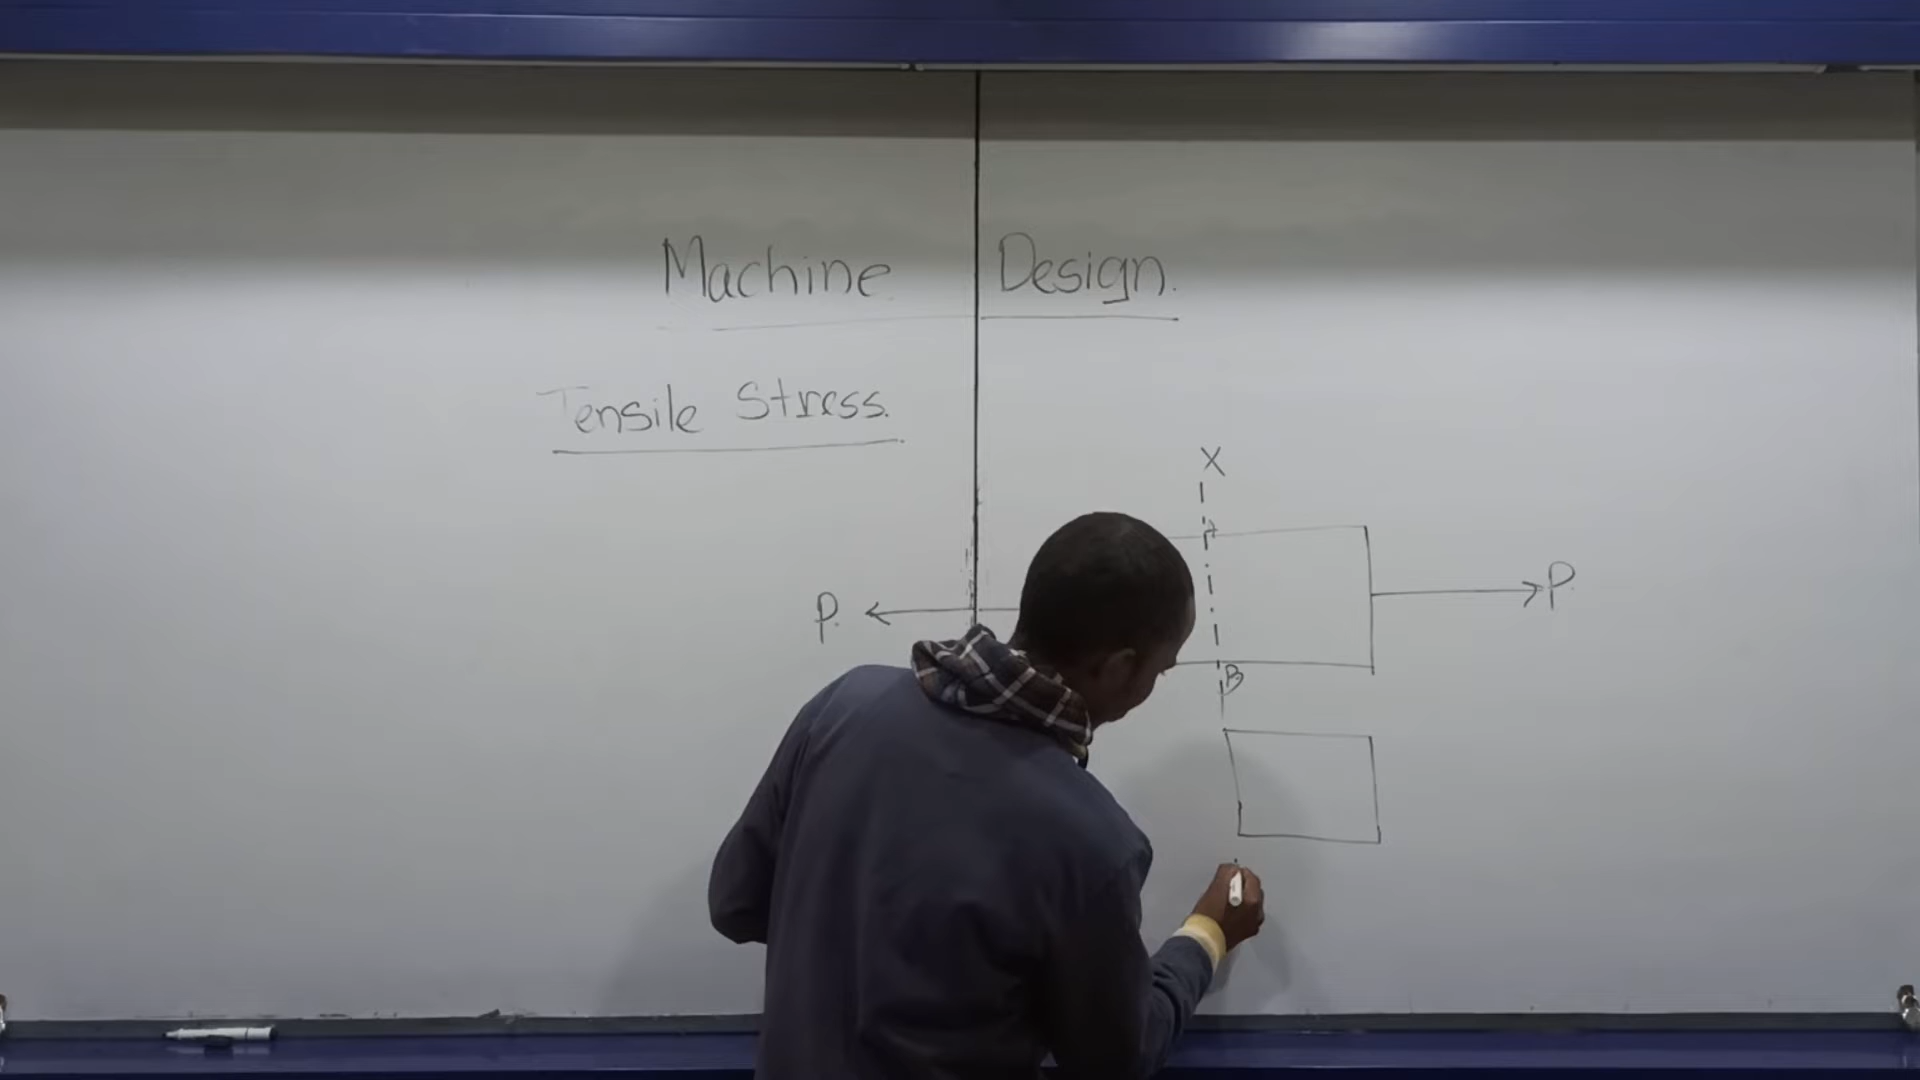 Machine Design.
Tensile Stress.
X
A
P. P.
B